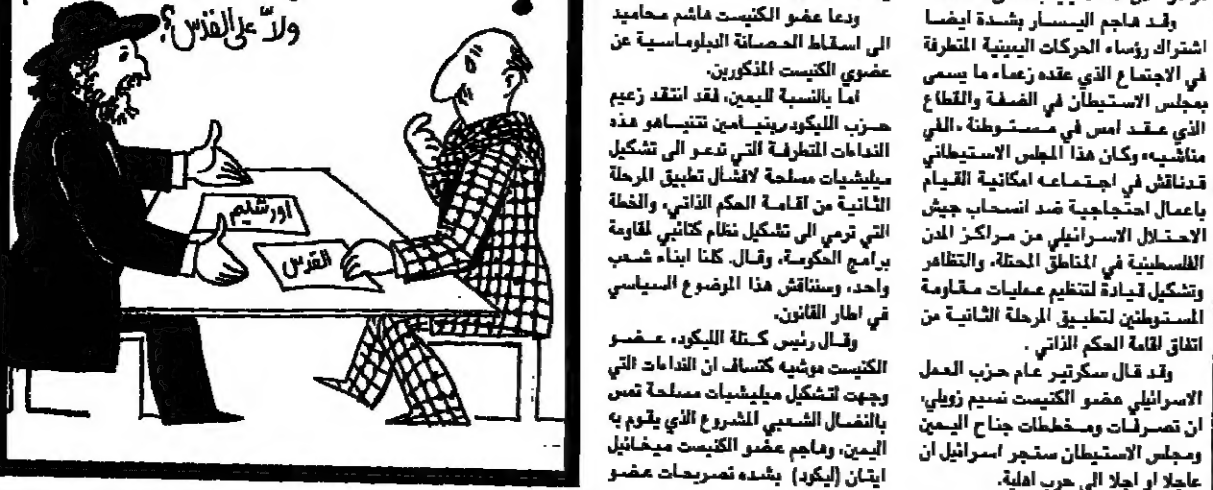 وقد هاجم اليسار بشدة ايضا
اشتراك رؤساء الحركات اليمينية المتطرفة
في الاجتماع الذي عقده زعماء ما يسمى
بمجلس الاستيطان في الضفة والقطاع
الذي عقد امس في مستوطنة «الفي
مناشيه» وكان هذا المجلس الاستيطاني
قدناقش في اجتماعه امكانية القيام
باعمال احتجاجية ضد انسحاب جيش
الاحتلال الاسرائيلي من مراكز المدن
الفلسطينية في المناطق المحتلة، والتظاهر
وتشكيل قيادة لتنظيم عمليات مقاومة
المستوطنين لتطبيق المرحلة الثانية من
اتفاق اقامة الحكم الذاتي .
وقد قال سكرتير عام حزب العمل
الاسرائيلي عضو الكنيست نسيم زويلي،
ان تصرفات ومخططات جناح اليمين
ومجلس الاستيطان ستجر اسرائيل ان
عاجلا او اجلا الى حرب اهلية.
ودعا عضو الكنيست هاشم محاميد
الى اسقاط الحصانة الدبلوماسية عن
عضوي الكنيست المذكورين.
اما بالنسبة لليمين، فقد انتقد زعيم
حزب الليكود،بنيامين نتنياهو هذه
النداءات المتطرفة التي تدعو الى تشكيل
ميليشيات مسلحة لافشال تطبيق المرحلة
الثانية من اقامة الحكم الذاتي، والخطة
التي ترمي الى تشكيل نظام كتائبي لمقاومة
برامج الحكومة، وقال. كلنا ابناء شعب
واحد، وسنناقش هذا الموضوع السياسي
في اطار القانون.
وقال رئيس كتلة الليكود، عضو
الكنيست موشيه كتساف ان النداءات التي
وجهت لتشكيل ميليشيات مسلحة تمس
بالنضال الشعبي المشروع الذي يقوم به
اليمين، وهاجم عضو الكنيست ميخائيل
ايتان (ليكود) بشده تصريحات عضو
ولاّ على القدس؟!
اورشليم
القدس